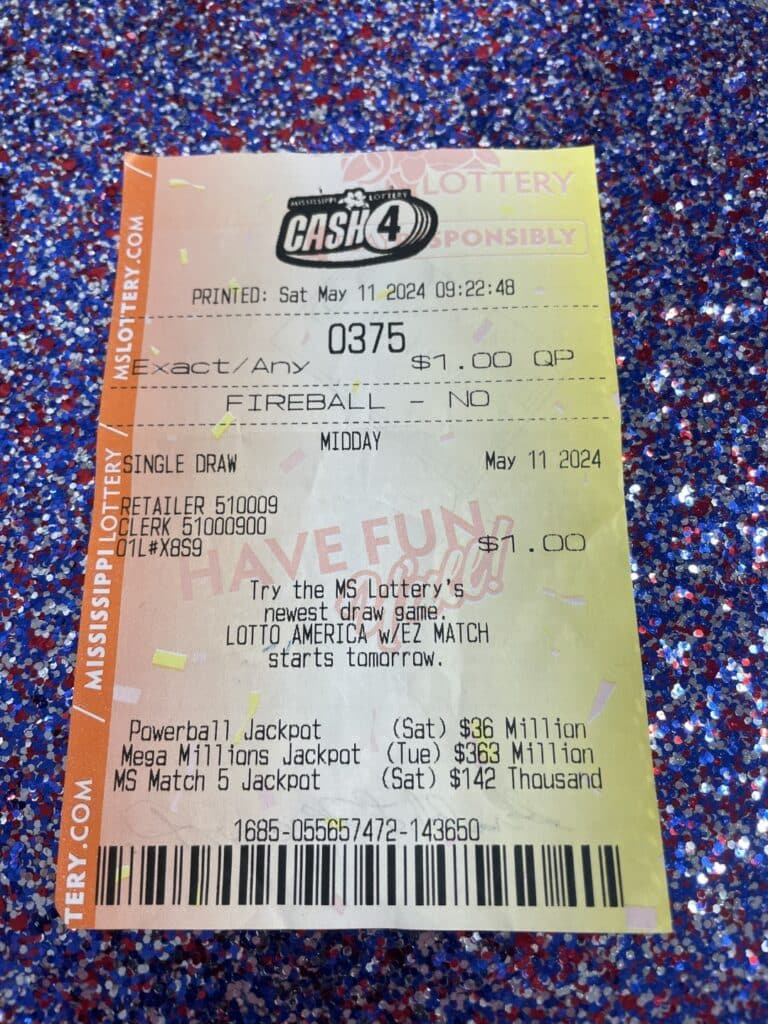 LOTTERY
MISSISSIPPI LOTTERY
CASH 4
RESPONSIBLY
PRINTED: Sat May 11 2024 09:22:48
0375
Exact/Any $1.00 QP
FIREBALL - NO
MIDDAY
SINGLE DRAW May 11 2024
RETAILER 510009
CLERK 51000900
01L#X8S9 $1.00
HAVE FUN
Y'all!
Try the MS Lottery's
newest draw game.
LOTTO AMERICA w/EZ MATCH
starts tomorrow.
Powerball Jackpot (Sat) $36 Million
Mega Millions Jackpot (Tue) $363 Million
MS Match 5 Jackpot (Sat) $142 Thousand
1685-055657472-143650
TERY.COM / MISSISSIPPI LOTTERY / MSLOTTERY.COM /